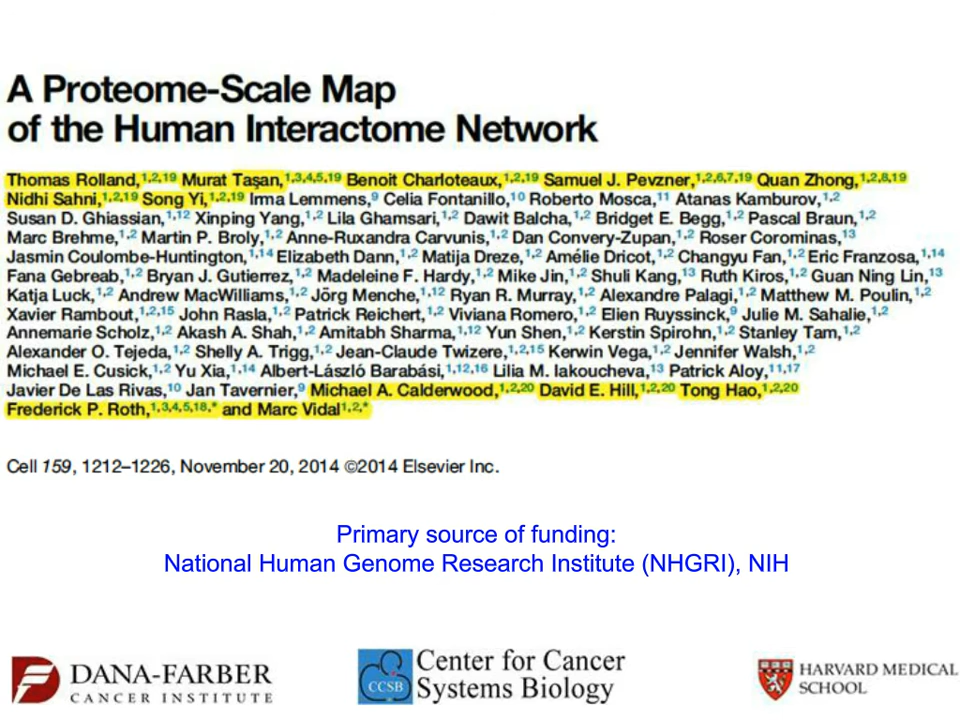 A Proteome-Scale Map
of the Human Interactome Network
Thomas Rolland,1,2,19 Murat Taşan,1,3,4,5,19 Benoit Charloteaux,1,2,19 Samuel J. Pevzner,1,2,6,7,19 Quan Zhong,1,2,8,19
Nidhi Sahni,1,2,19 Song Yi,1,2,19 Irma Lemmens,9 Celia Fontanillo,10 Roberto Mosca,11 Atanas Kamburov,1,2
Susan D. Ghiassian,1,12 Xinping Yang,1,2 Lila Ghamsari,1,2 Dawit Balcha,1,2 Bridget E. Begg,1,2 Pascal Braun,1,2
Marc Brehme,1,2 Martin P. Broly,1,2 Anne-Ruxandra Carvunis,1,2 Dan Convery-Zupan,1,2 Roser Corominas,13
Jasmin Coulombe-Huntington,1,14 Elizabeth Dann,1,2 Matija Dreze,1,2 Amélie Dricot,1,2 Changyu Fan,1,2 Eric Franzosa,1,14
Fana Gebreab,1,2 Bryan J. Gutierrez,1,2 Madeleine F. Hardy,1,2 Mike Jin,1,2 Shuli Kang,13 Ruth Kiros,1,2 Guan Ning Lin,13
Katja Luck,1,2 Andrew MacWilliams,1,2 Jörg Menche,1,12 Ryan R. Murray,1,2 Alexandre Palagi,1,2 Matthew M. Poulin,1,2
Xavier Rambout,1,2,15 John Rasla,1,2 Patrick Reichert,1,2 Viviana Romero,1,2 Elien Ruyssinck,9 Julie M. Sahalie,1,2
Annemarie Scholz,1,2 Akash A. Shah,1,2 Amitabh Sharma,1,12 Yun Shen,1,2 Kerstin Spirohn,1,2 Stanley Tam,1,2
Alexander O. Tejeda,1,2 Shelly A. Trigg,1,2 Jean-Claude Twizere,1,2,15 Kerwin Vega,1,2 Jennifer Walsh,1,2
Michael E. Cusick,1,2 Yu Xia,1,14 Albert-László Barabási,1,12,16 Lilia M. Iakoucheva,13 Patrick Aloy,11,17
Javier De Las Rivas,10 Jan Tavernier,9 Michael A. Calderwood,1,2,20 David E. Hill,1,2,20 Tong Hao,1,2,20
Frederick P. Roth,1,3,4,5,18,* and Marc Vidal1,2,*
Cell 159, 1212–1226, November 20, 2014 ©2014 Elsevier Inc.
Primary source of funding:
National Human Genome Research Institute (NHGRI), NIH
DANA-FARBER
CANCER INSTITUTE
CCSB
Center for Cancer
Systems Biology
HARVARD MEDICAL
SCHOOL